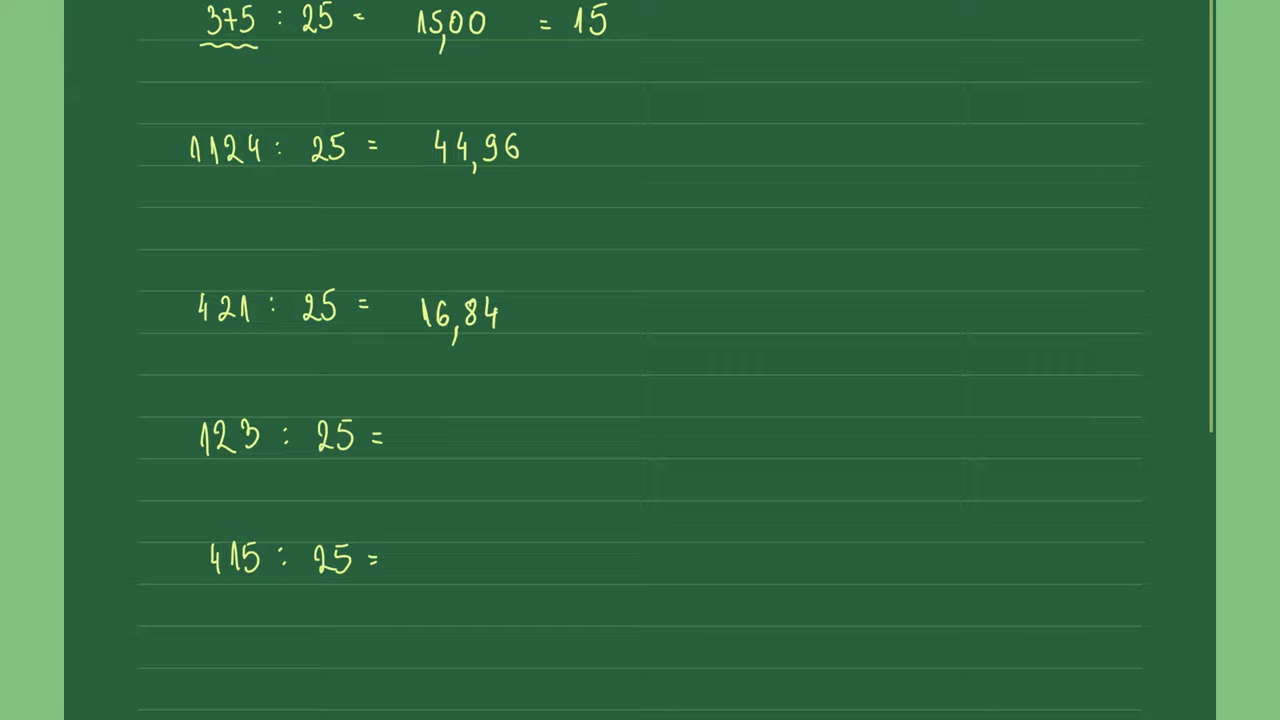 375 : 25 = 15,00 = 15
1124 : 25 = 44,96
421 : 25 = 16,84
123 : 25 =
415 : 25 =